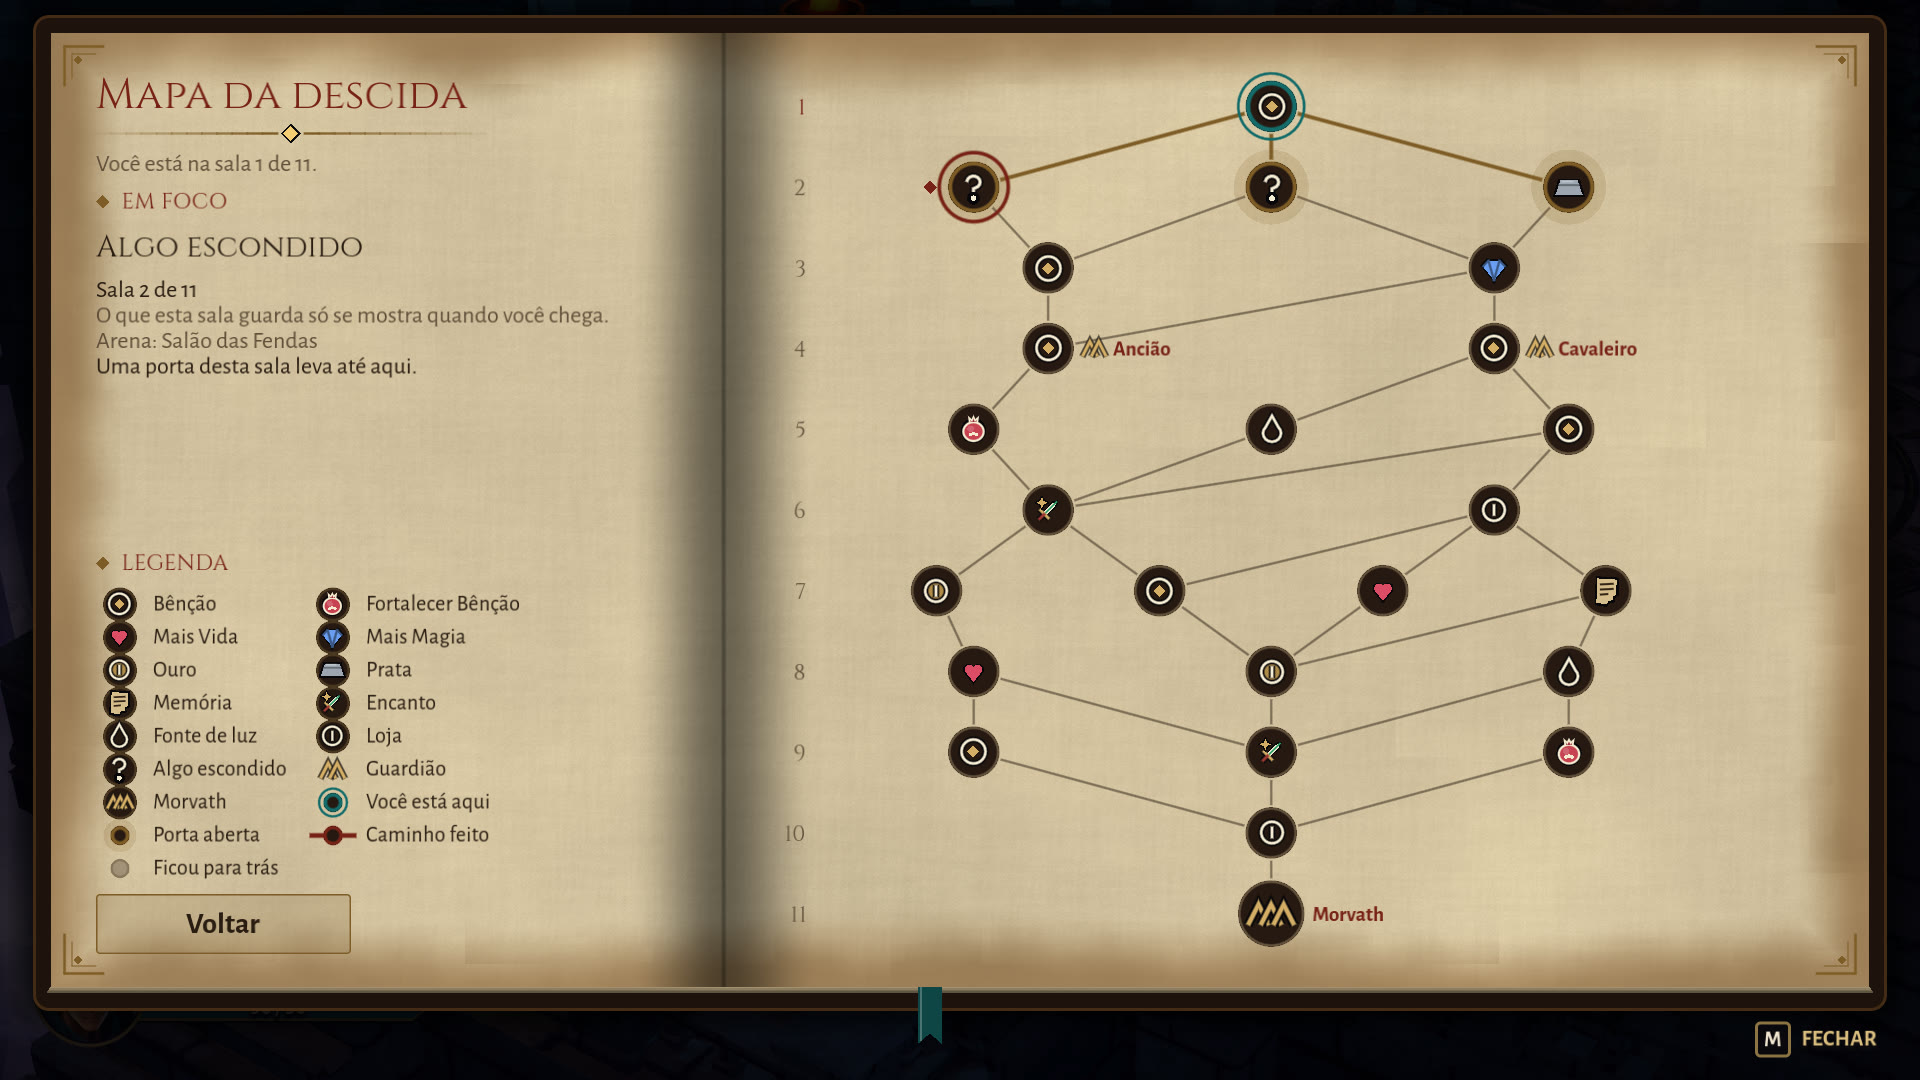 Mapa da descida
Você está na sala 1 de 11.
EM FOCO
Algo escondido
Sala 2 de 11
O que esta sala guarda só se mostra quando você chega.
Arena: Salão das Fendas
Uma porta desta sala leva até aqui.
LEGENDA
Bênção
Fortalecer Bênção
Mais Vida
Mais Magia
Ouro
Prata
Memória
Encanto
Fonte de luz
Loja
Algo escondido
Guardião
Morvath
Você está aqui
Porta aberta
Caminho feito
Ficou para trás
Voltar
1
2
3
4
Ancião
Cavaleiro
5
6
7
8
9
10
11
Morvath
M FECHAR